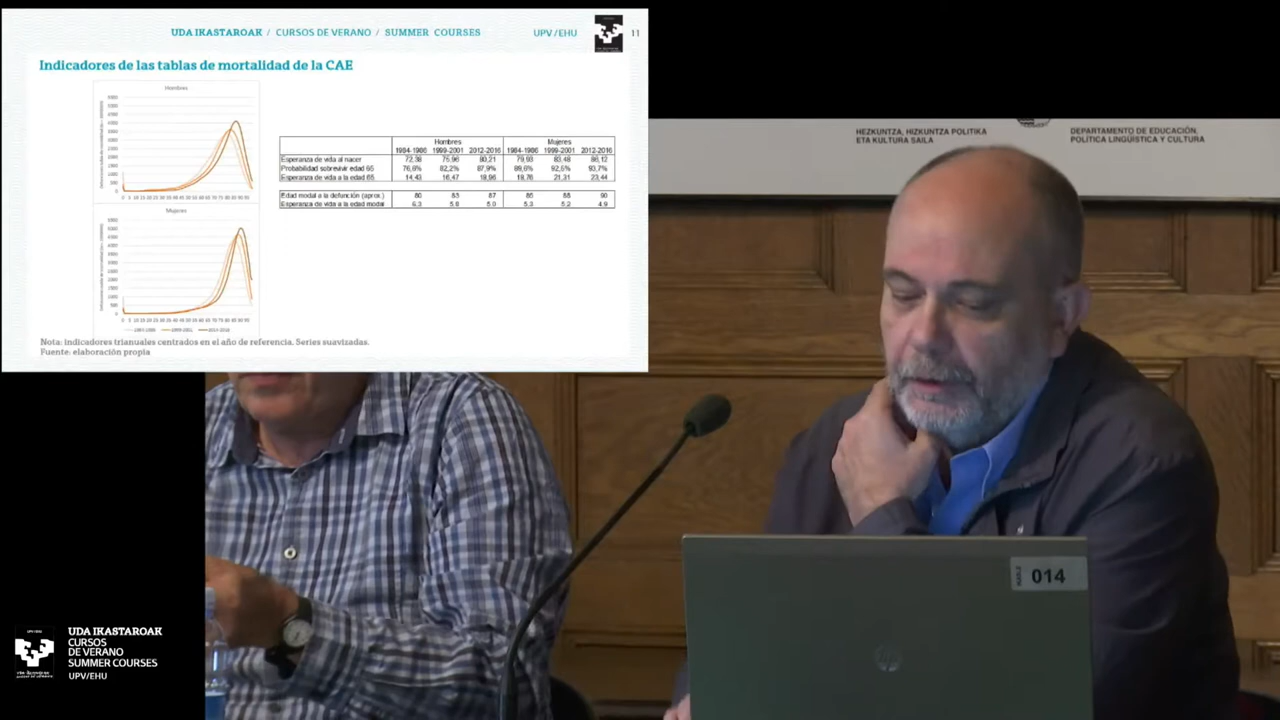 UDA IKASTAROAK / CURSOS DE VERANO / SUMMER COURSES UPV/EHU 11
Indicadores de las tablas de mortalidad de la CAE
Hombres
Mujeres
Hombres Mujeres
1984-1986 1999-2001 2012-2016 1984-1986 1999-2001 2012-2016
Esperanza de vida al nacer 72,38 75,96 80,21 79,93 83,48 86,12
Probabilidad sobrevivir edad 65 76,6% 82,2% 87,9% 89,6% 92,6% 93,7%
Esperanza de vida a la edad 65 14,43 16,47 18,96 18,76 21,31 23,44
Edad modal a la defunción (aprox.) 80 83 87 86 88 90
Esperanza de vida a la edad modal 6,3 5,8 5,0 5,3 5,2 4,9
Nota: indicadores trianuales centrados en el año de referencia. Series suavizadas.
Fuente: elaboración propia
HEZKUNTZA, HIZKUNTZA POLITIKA
ETA KULTURA SAILA
DEPARTAMENTO DE EDUCACIÓN,
POLÍTICA LINGÜÍSTICA Y CULTURA
014
UDA IKASTAROAK
CURSOS
DE VERANO
SUMMER COURSES
UPV/EHU